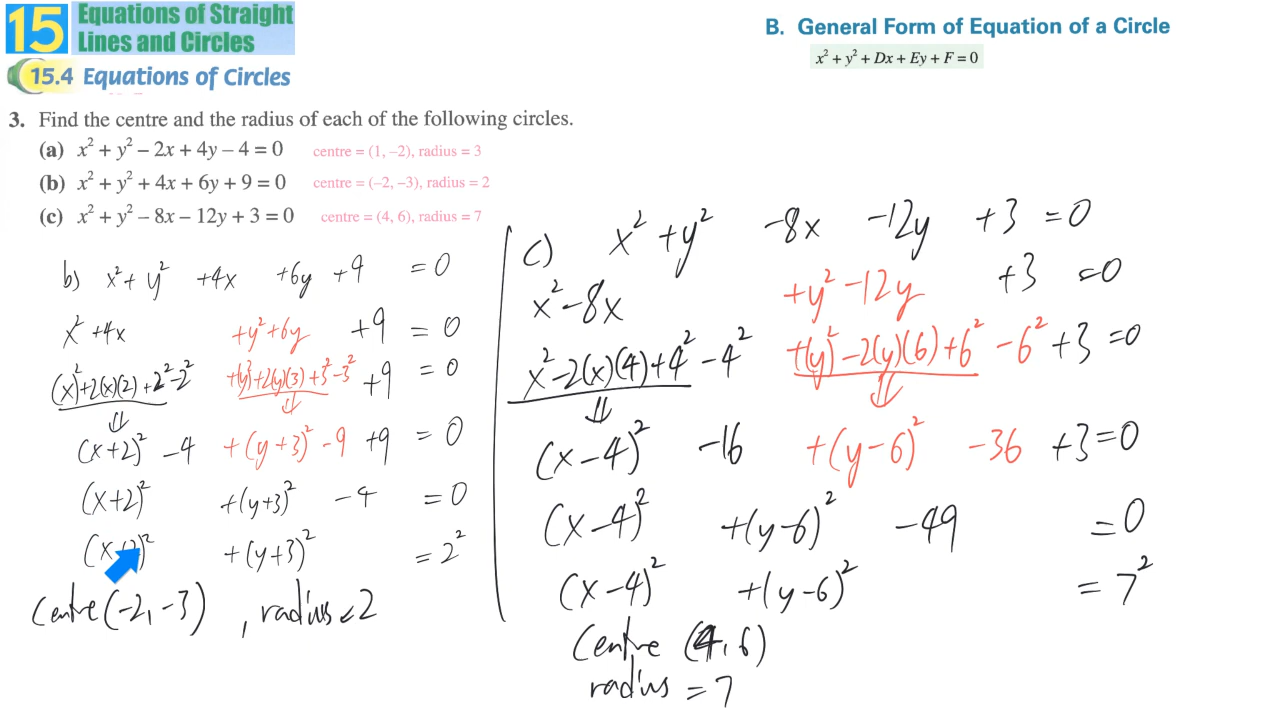 15 Equations of Straight Lines and Circles
15.4 Equations of Circles
B. General Form of Equation of a Circle
x² + y² + Dx + Ey + F = 0
3. Find the centre and the radius of each of the following circles.
(a) x² + y² – 2x + 4y – 4 = 0 centre = (1, –2), radius = 3
(b) x² + y² + 4x + 6y + 9 = 0 centre = (–2, –3), radius = 2
(c) x² + y² – 8x – 12y + 3 = 0 centre = (4, 6), radius = 7
b) x² + y² +4x +6y +9 = 0
x² +4x +y²+6y +9 = 0
(x)²+2(x)(2)+2²-2² +(y)²+2(y)(3)+3²-3² +9 = 0
⇓ ⇓
(x+2)² -4 +(y+3)² -9 +9 = 0
(x+2)² +(y+3)² -4 = 0
+(y+3)² = 2²
Centre(-2, -3), radius = 2
c) x² + y² -8x -12y +3 = 0
x² -8x +y² -12y +3 = 0
x² -2(x)(4)+4² -4² +(y)² -2(y)(6)+6² -6² +3 = 0
⇓ ⇓
(x-4)² -16 +(y-6)² -36 +3 = 0
(x-4)² +(y-6)² -49 = 0
(x-4)² +(y-6)² = 7²
Centre (4, 6)
radius = 7